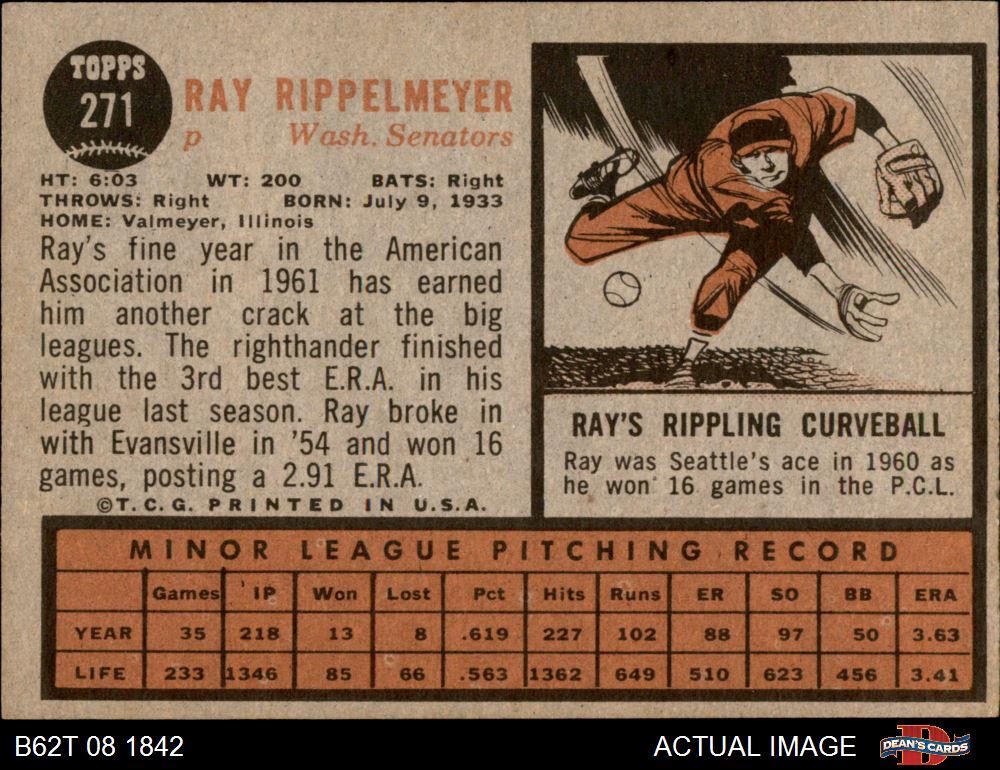 TOPPS
271
RAY RIPPELMEYER
p Wash. Senators
HT: 6:03 WT: 200 BATS: Right
THROWS: Right BORN: July 9, 1933
HOME: Valmeyer, Illinois
Ray's fine year in the American
Association in 1961 has earned
him another crack at the big
leagues. The righthander finished
with the 3rd best E.R.A. in his
league last season. Ray broke in
with Evansville in '54 and won 16
games, posting a 2.91 E.R.A.
©T.C.G. PRINTED IN U.S.A.
RAY'S RIPPLING CURVEBALL
Ray was Seattle's ace in 1960 as
he won 16 games in the P.C.L.
MINOR LEAGUE PITCHING RECORD
Games IP Won Lost Pct Hits Runs ER SO BB ERA
YEAR 35 218 13 8 .619 227 102 88 97 50 3.63
LIFE 233 1346 85 66 .563 1362 649 510 623 456 3.41
B62T 08 1842
ACTUAL IMAGE
D
DEAN'S CARDS